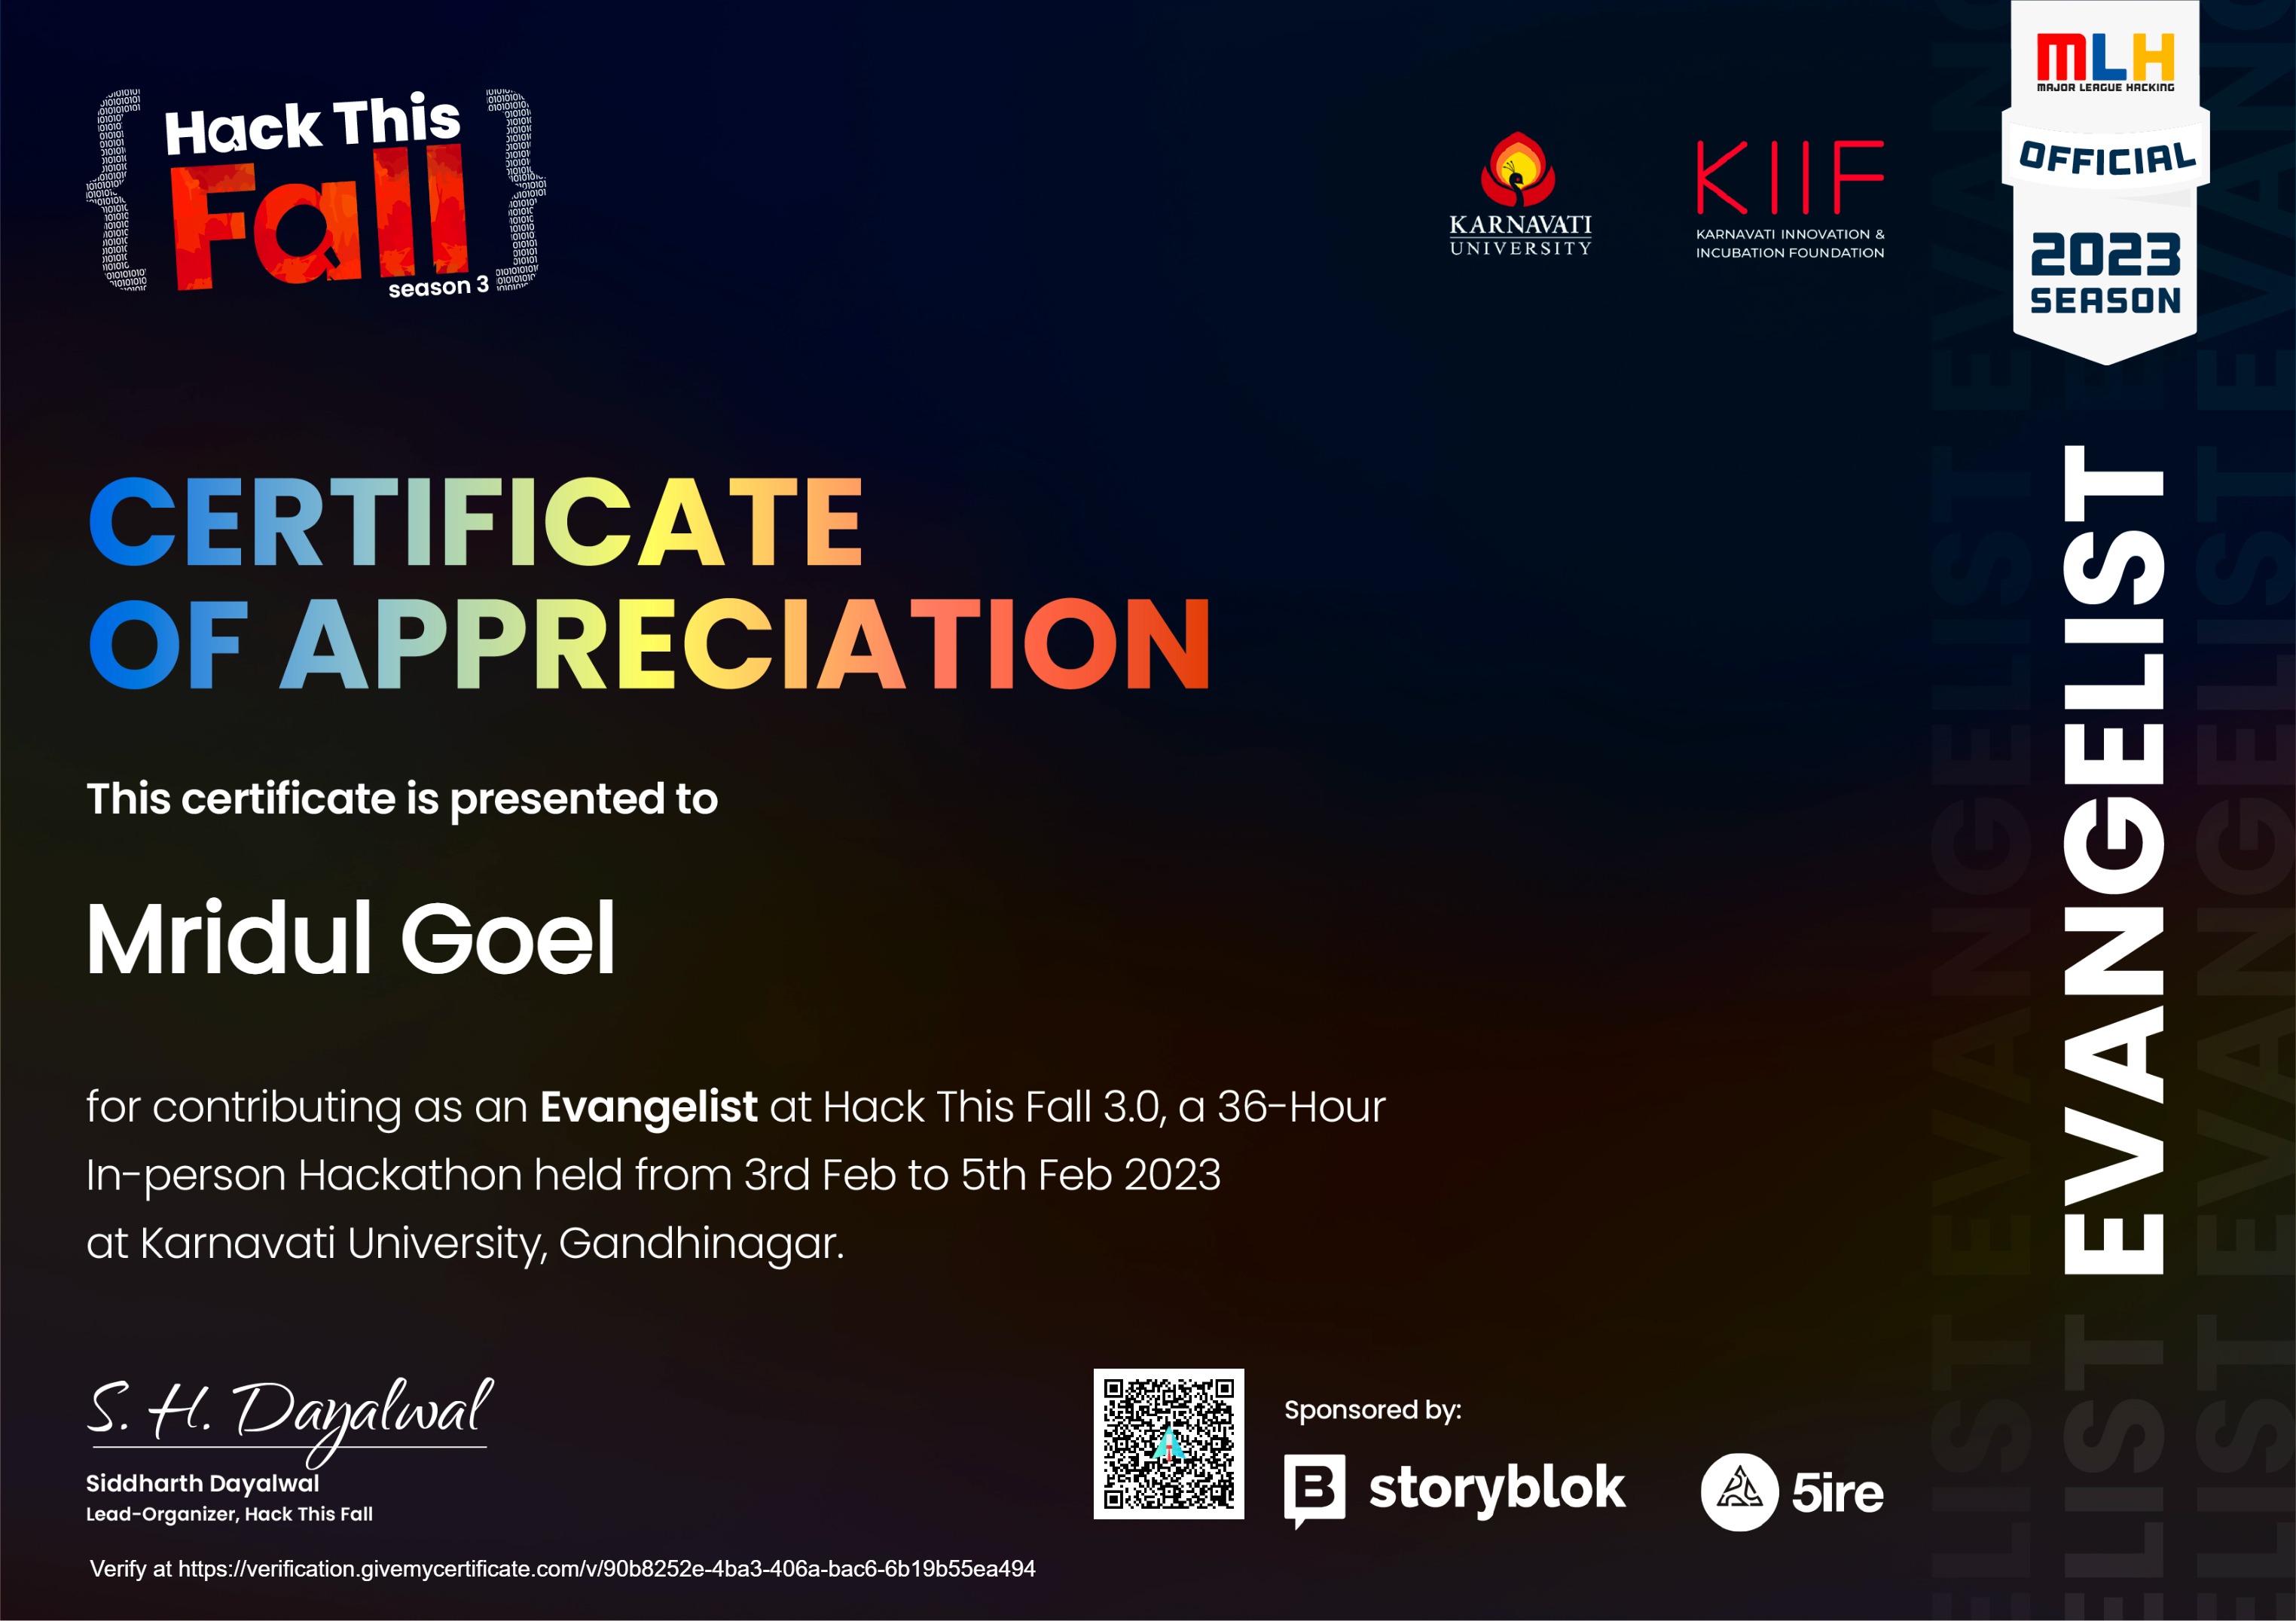 Hack This
Fall
season 3
KARNAVATI
UNIVERSITY
KIIF
KARNAVATI INNOVATION &
INCUBATION FOUNDATION
MLH
MAJOR LEAGUE HACKING
OFFICIAL
2023
SEASON
CERTIFICATE
OF APPRECIATION
This certificate is presented to
Mridul Goel
for contributing as an Evangelist at Hack This Fall 3.0, a 36-Hour
In-person Hackathon held from 3rd Feb to 5th Feb 2023
at Karnavati University, Gandhinagar.
EVANGELIST
S. H. Dayalwal
Siddharth Dayalwal
Lead-Organizer, Hack This Fall
Sponsored by:
storyblok
5ire
Verify at https://verification.givemycertificate.com/v/90b8252e-4ba3-406a-bac6-6b19b55ea494